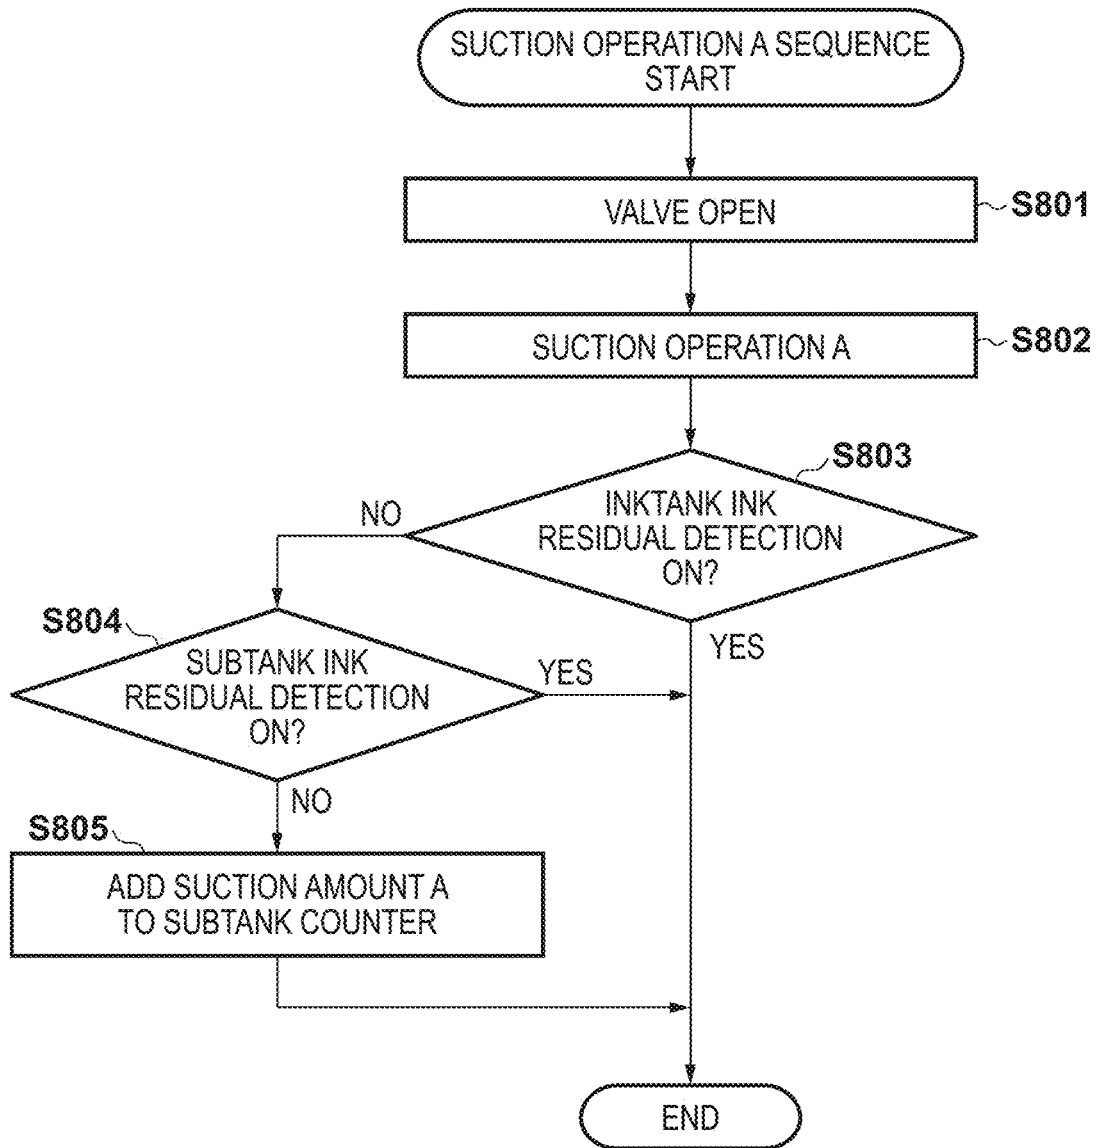 SUCTION OPERATION A SEQUENCE
START
VALVE OPEN
S801
SUCTION OPERATION A
S802
S803
INKTANK INK
RESIDUAL DETECTION
ON?
NO
YES
S804
SUBTANK INK
RESIDUAL DETECTION
ON?
YES
NO
S805
ADD SUCTION AMOUNT A
TO SUBTANK COUNTER
END